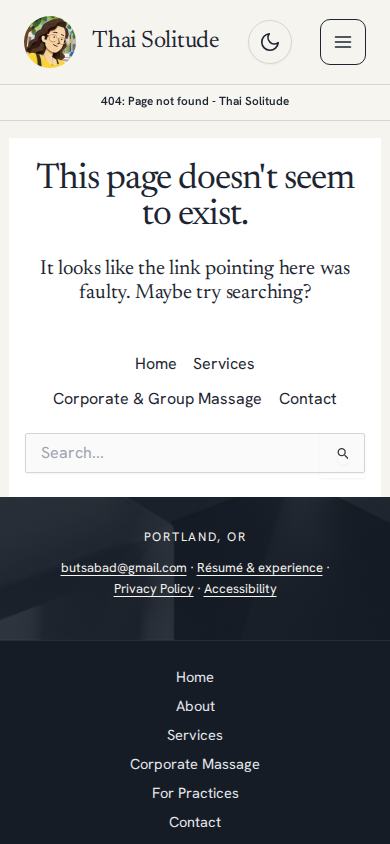 Thai Solitude
404: Page not found - Thai Solitude
This page doesn't seem
to exist.
It looks like the link pointing here was
faulty. Maybe try searching?
Home Services
Corporate & Group Massage Contact
Search...
PORTLAND, OR
butsabad@gmail.com · Résumé & experience ·
Privacy Policy · Accessibility
Home
About
Services
Corporate Massage
For Practices
Contact